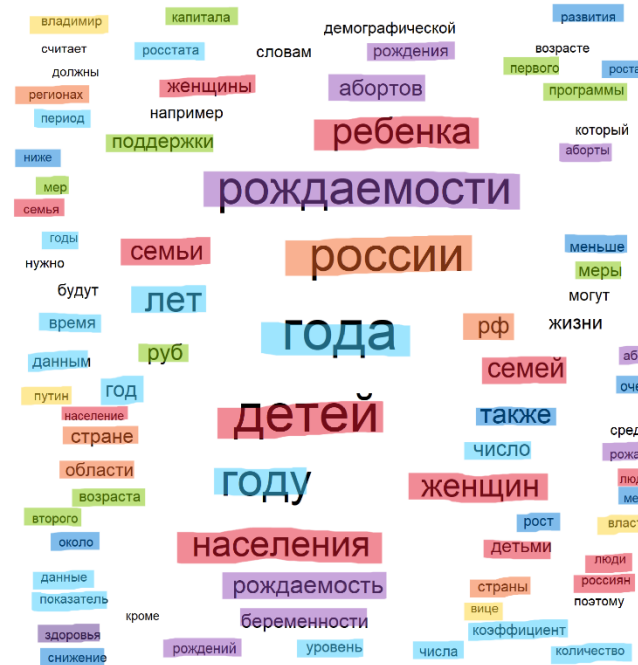 владимир
капитала
демографической
развития
считает
росстата
словам
рождения
возрасте
должны
первого
роста
регионах
женщины
абортов
программы
например
период
поддержки
ребенка
который
аборты
ниже
мер
рождаемости
семья
годы
семьи
россии
меньше
нужно
меры
будут
лет
могут
время
года
рф
жизни
данным
руб
семей
путин
год
население
детей
также
стране
число
области
году
женщин
возраста
второго
рост
власт
около
населения
детьми
люди
данные
рождаемость
страны
россиян
показатель
вице
поэтому
кроме
беременности
коэффициент
здоровья
снижение
рождений
уровень
числа
количество